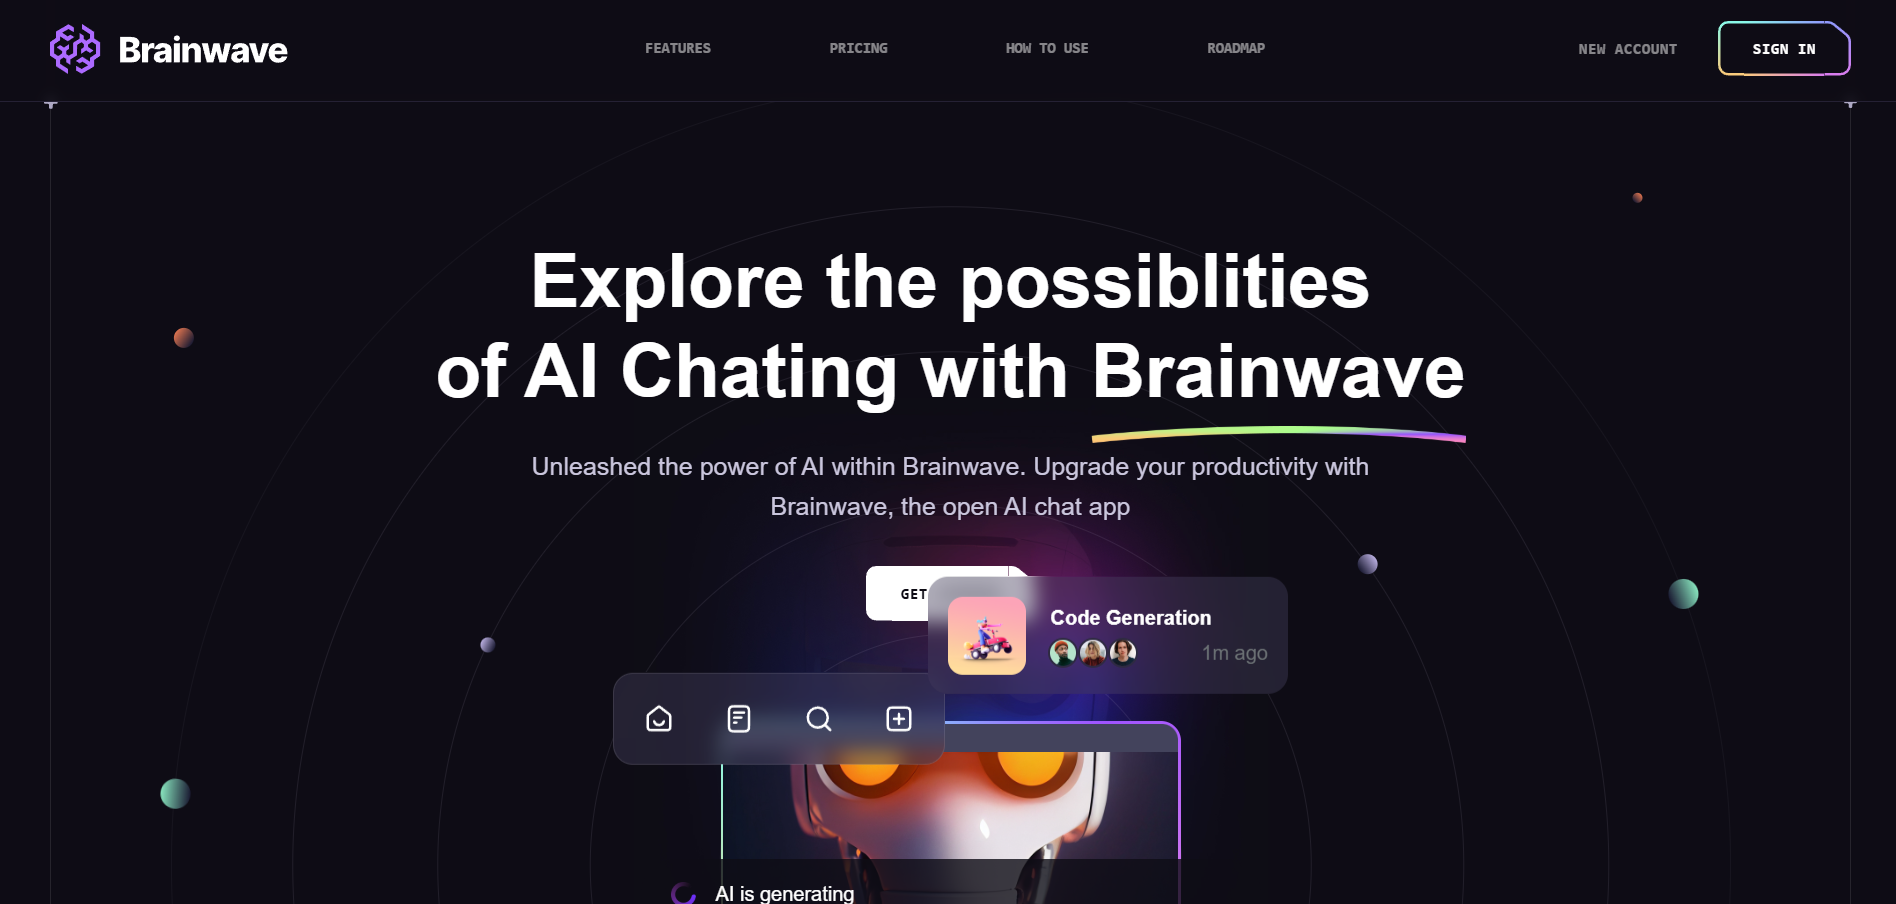 Brainwave
FEATURES
PRICING
HOW TO USE
ROADMAP
NEW ACCOUNT
SIGN IN
Explore the possiblities
of AI Chating with Brainwave
Unleashed the power of AI within Brainwave. Upgrade your productivity with
Brainwave, the open AI chat app
GET
Code Generation
1m ago
AI is generating